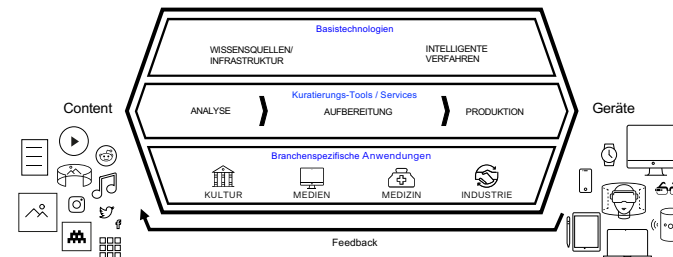 Basistechnologien
WISSENSQUELLEN/
INFRASTRUKTUR
INTELLIGENTE
VERFAHREN
Content
Kuratierungs-Tools / Services
ANALYSE
AUFBEREITUNG
PRODUKTION
Geräte
Branchenspezifische Anwendungen
KULTUR
MEDIEN
MEDIZIN
INDUSTRIE
Feedback